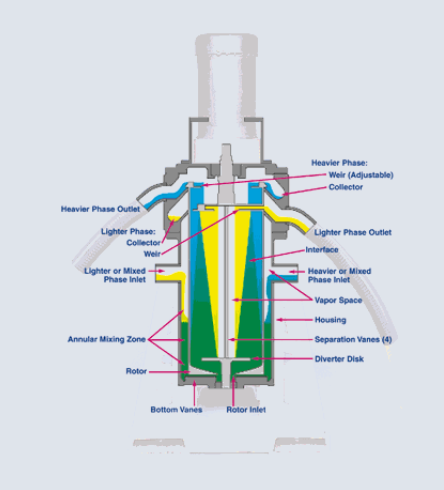 Heavier Phase:
Weir (Adjustable)
Collector
Heavier Phase Outlet
Lighter Phase:
Collector
Weir
Lighter Phase Outlet
Interface
Lighter or Mixed
Phase Inlet
Heavier or Mixed
Phase Inlet
Vapor Space
Housing
Annular Mixing Zone
Separation Vanes (4)
Diverter Disk
Rotor
Bottom Vanes
Rotor Inlet